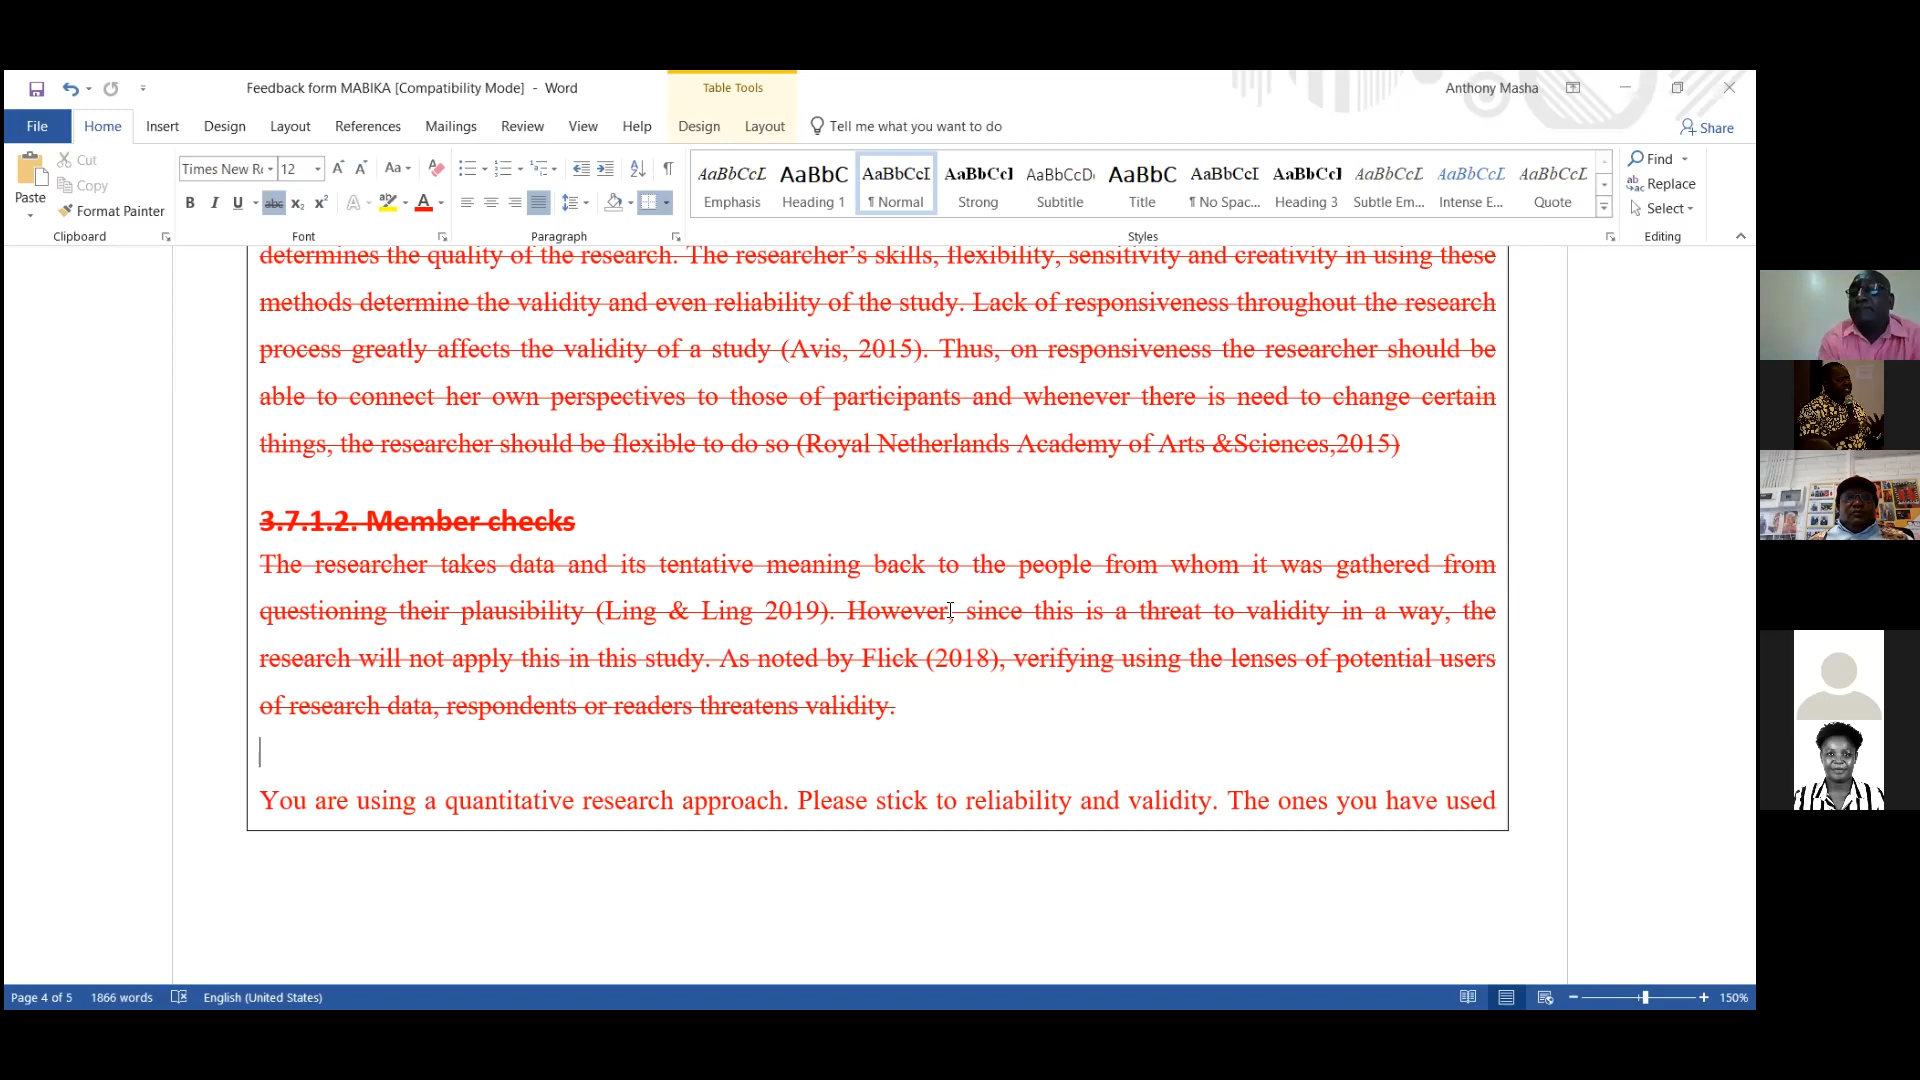 Feedback form MABIKA [Compatibility Mode] - Word
Table Tools
Anthony Masha
File Home Insert Design Layout References Mailings Review View Help Design Layout Tell me what you want to do
Share
Paste
Cut
Copy
Format Painter
Clipboard
Times New Rc 12
Font
Paragraph
AaBbCcL AaBbC AaBbCcI AaBbCcI AaBbCcD AaBbC AaBbCcI AaBbCcI AaBbCcL AaBbCcL AaBbCcL
Emphasis Heading 1 ¶ Normal Strong Subtitle Title ¶ No Spac... Heading 3 Subtle Em... Intense E... Quote
Styles
Find
Replace
Select
Editing
determines the quality of the research. The researcher’s skills, flexibility, sensitivity and creativity in using these
methods determine the validity and even reliability of the study. Lack of responsiveness throughout the research
process greatly affects the validity of a study (Avis, 2015). Thus, on responsiveness the researcher should be
able to connect her own perspectives to those of participants and whenever there is need to change certain
things, the researcher should be flexible to do so (Royal Netherlands Academy of Arts &Sciences,2015)
3.7.1.2. Member checks
The researcher takes data and its tentative meaning back to the people from whom it was gathered from
questioning their plausibility (Ling & Ling 2019). However, since this is a threat to validity in a way, the
research will not apply this in this study. As noted by Flick (2018), verifying using the lenses of potential users
of research data, respondents or readers threatens validity.
You are using a quantitative research approach. Please stick to reliability and validity. The ones you have used
Page 4 of 5 1866 words English (United States) 150%